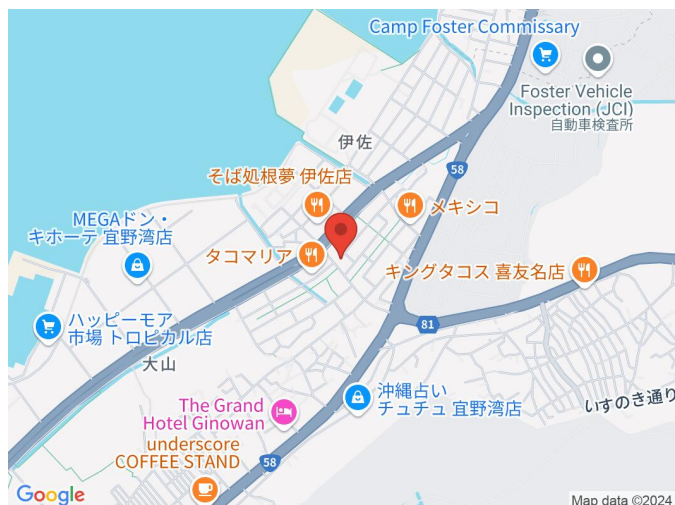 Camp Foster Commissary
Foster Vehicle
Inspection (JCI)
自動車検査所
伊佐
58
そば処根夢 伊佐店
メキシコ
MEGAドン・
キホーテ 宜野湾店
タコマリア
キングタコス 喜友名店
ハッピーモア
市場 トロピカル店
81
大山
沖縄占い
チュチュ 宜野湾店
いすのき通り
The Grand
Hotel Ginowan
underscore
COFFEE STAND
58
Google
Map data ©2024